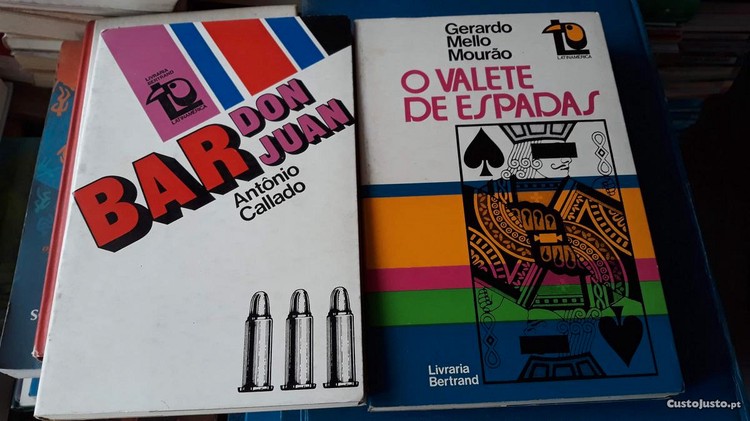 LIVRARIA
BERTRAND
LATINAMÉRICA
BAR DON
JUAN
Antônio
Callado
Gerardo
Mello
Mourão
LATINAMÉRICA
O VALETE
DE ESPADAS
Livraria
Bertrand
S
CustoJusto.pt